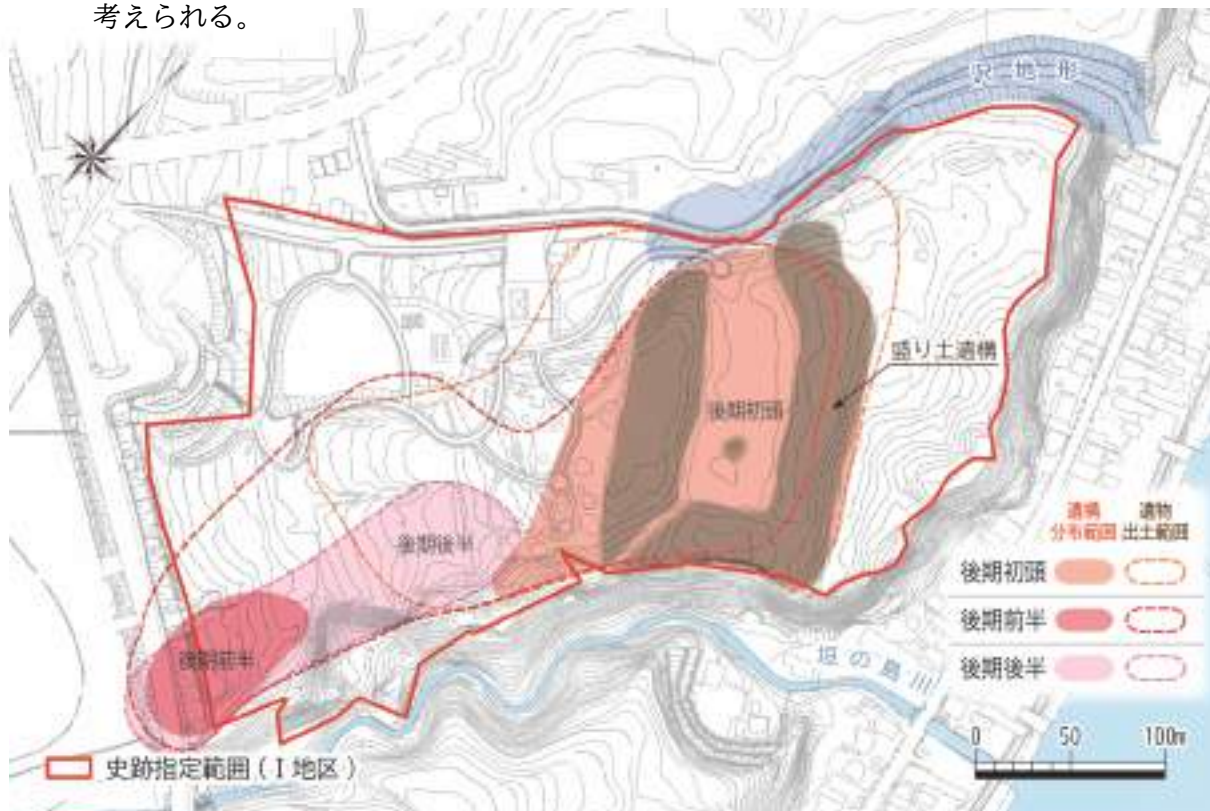 考えられる。
沢 地 形
盛り土遺構
後期初頭
後期後半
後期前半
垣の島川
遺構 遺物
分布範囲 出土範囲
後期初頭
後期前半
後期後半
0 50 100m
史跡指定範囲(Ⅰ地区)